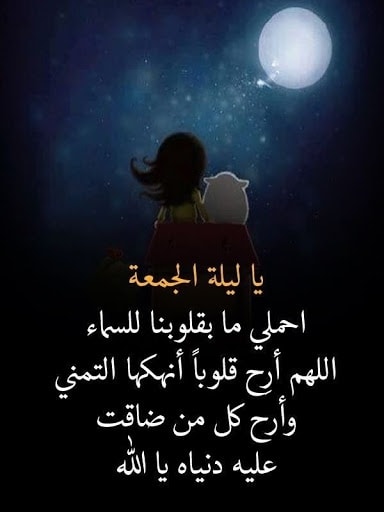 يا ليلة الجمعة
احملي ما بقلوبنا للسماء
اللهم أرِح قلوباً أنهكها التمني
وأرح كل من ضاقت
عليه دنياه يا الله